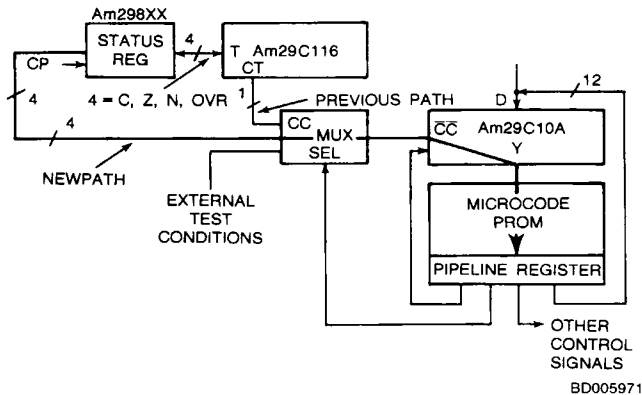 Am298XX
STATUS
REG
CP
4
4
4 = C, Z, N, OVR
T
Am29C116
CT
1
PREVIOUS PATH
4
NEWPATH
CC
MUX
SEL
EXTERNAL
TEST
CONDITIONS
D
12
CC
Am29C10A
Y
MICROCODE
PROM
PIPELINE REGISTER
OTHER
CONTROL
SIGNALS
BD005971